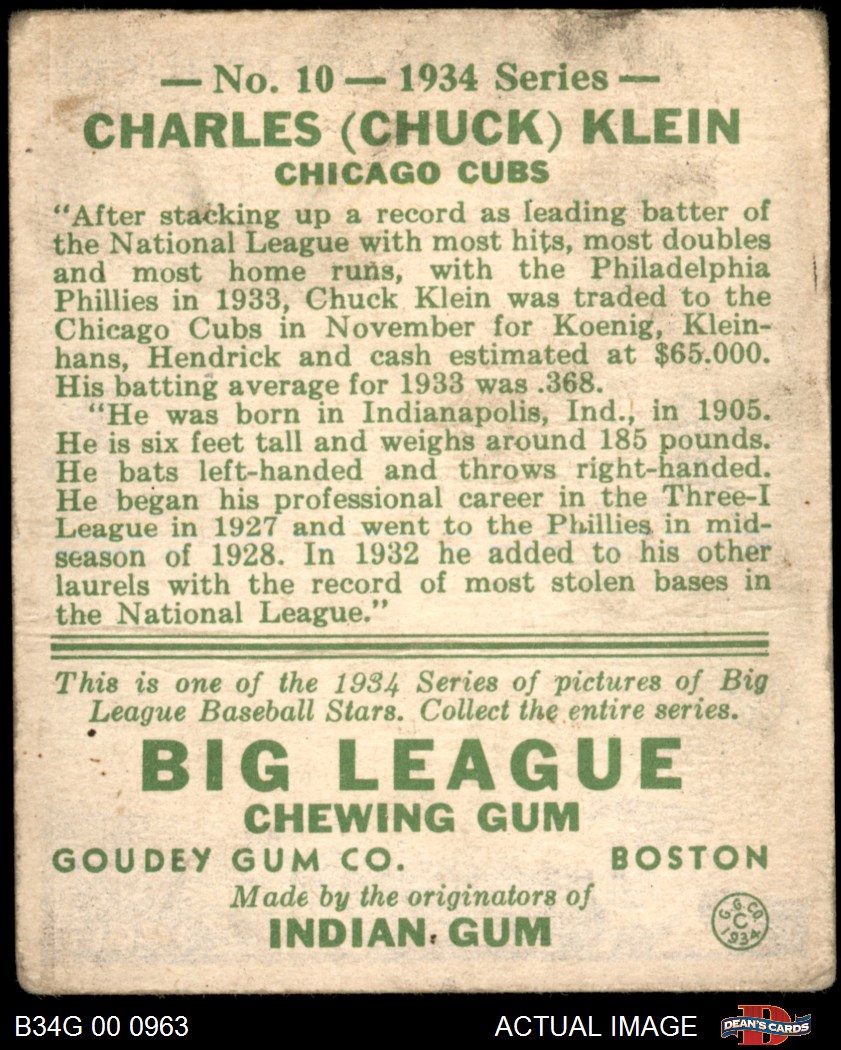 — No. 10 — 1934 Series —
CHARLES (CHUCK) KLEIN
CHICAGO CUBS
"After stacking up a record as leading batter of
the National League with most hits, most doubles
and most home runs, with the Philadelphia
Phillies in 1933, Chuck Klein was traded to the
Chicago Cubs in November for Koenig, Klein-
hans, Hendrick and cash estimated at $65.000.
His batting average for 1933 was .368.
"He was born in Indianapolis, Ind., in 1905.
He is six feet tall and weighs around 185 pounds.
He bats left-handed and throws right-handed.
He began his professional career in the Three-I
League in 1927 and went to the Phillies in mid-
season of 1928. In 1932 he added to his other
laurels with the record of most stolen bases in
the National League."
This is one of the 1934 Series of pictures of Big
League Baseball Stars. Collect the entire series.
BIG LEAGUE
CHEWING GUM
GOUDEY GUM CO. BOSTON
Made by the originators of
INDIAN GUM
G. G. CO.
C
1934
B34G 00 0963 ACTUAL IMAGE D DEAN'S CARDS